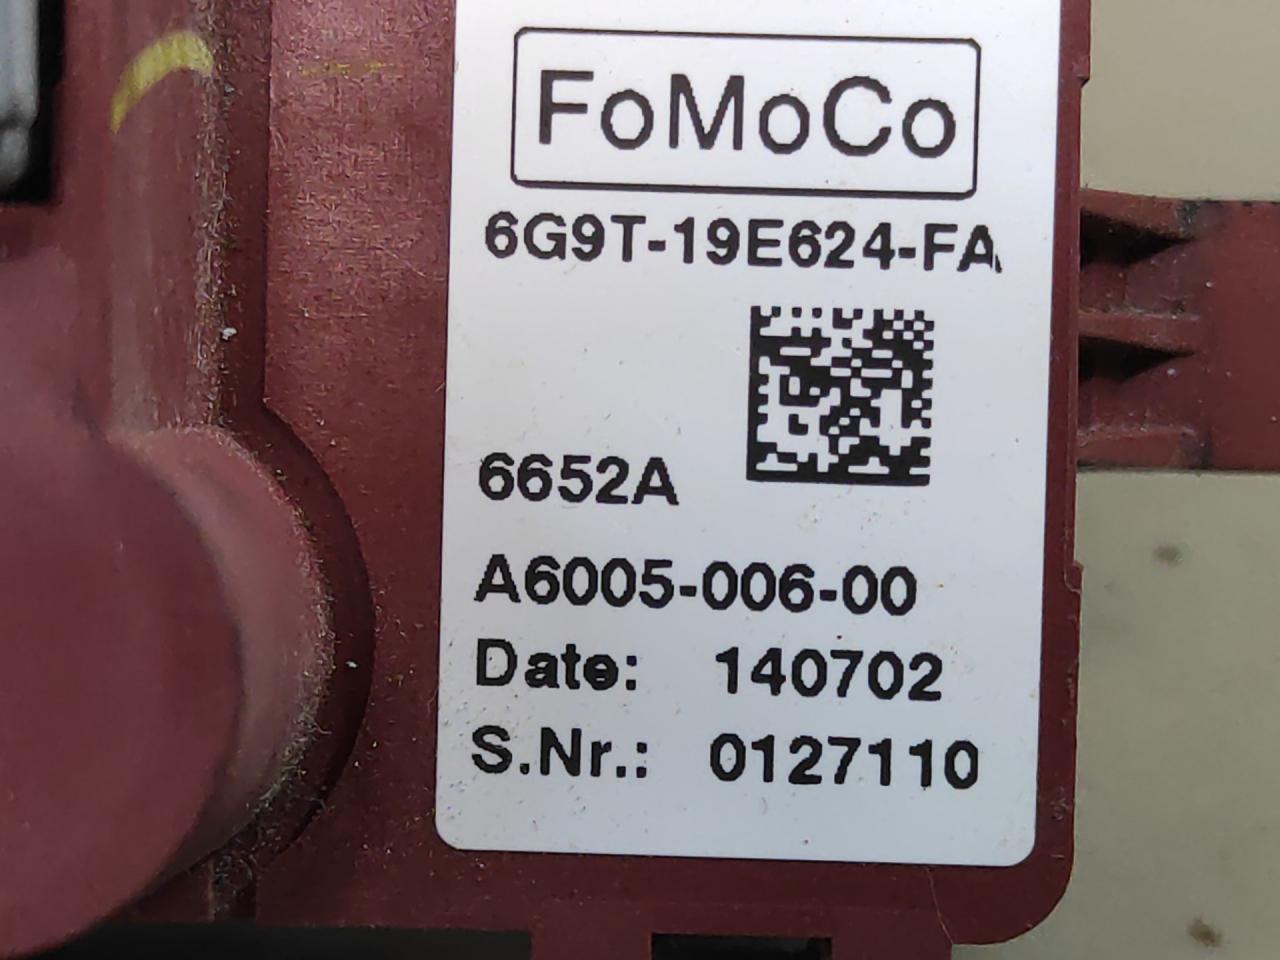 FoMoCo
6G9T-19E624-FA
6652A
A6005-006-00
Date: 140702
S.Nr.: 0127110